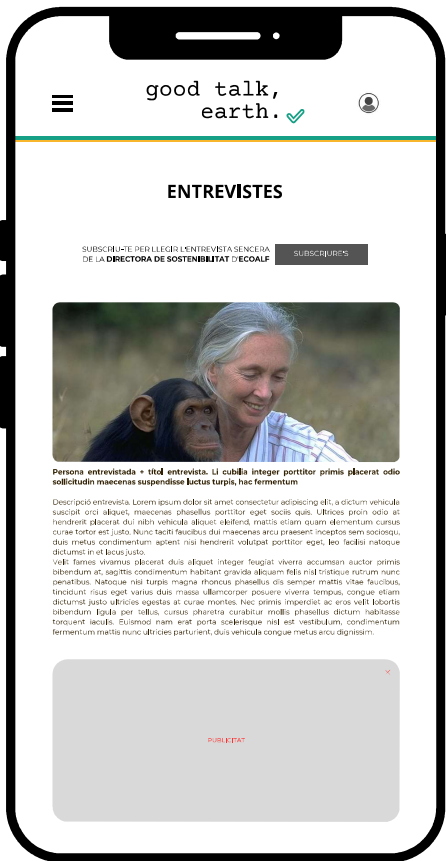 good talk,
earth.
ENTREVISTES
SUBSCRIU-TE PER LLEGIR L'ENTREVISTA SENCERA
DE LA DIRECTORA DE SOSTENIBILITAT D'ECOALF
SUBSCRIURE'S
Persona entrevistada + títol entrevista. Li cubilia integer porttitor primis placerat odio
sollicitudin maecenas suspendisse luctus turpis, hac fermentum
Descripció entrevista. Lorem ipsum dolor sit amet consectetur adipiscing elit, a dictum vehicula
suscipit orci aliquet, maecenas phasellus porttitor eget sociis quis. Ultrices proin odio at
hendrerit placerat dui nibh vehicula aliquet eleifend, mattis etiam quam elementum cursus
curae tortor est justo. Nunc taciti faucibus dui maecenas arcu praesent inceptos sem sociosqu,
duis metus condimentum aptent nisi hendrerit volutpat porttitor eget, leo facilisi natoque
dictumst in et lacus justo.
Velit fames vivamus placerat duis aliquet integer feugiat viverra accumsan auctor primis
bibendum at, sagittis condimentum habitant gravida aliquam felis nisl tristique rutrum nunc
penatibus. Natoque nisi turpis magna rhoncus phasellus dis semper mattis vitae faucibus,
tincidunt risus eget varius duis massa ullamcorper posuere viverra tempus, congue etiam
dictumst justo ultricies egestas at curae montes. Nec primis imperdiet ac eros velit lobortis
bibendum ligula per tellus, cursus pharetra curabitur mollis phasellus dictum habitasse
torquent iaculis. Euismod nam erat porta scelerisque nisl est vestibulum, condimentum
fermentum mattis nunc ultricies parturient, duis vehicula congue metus arcu dignissim.
PUBLICITAT